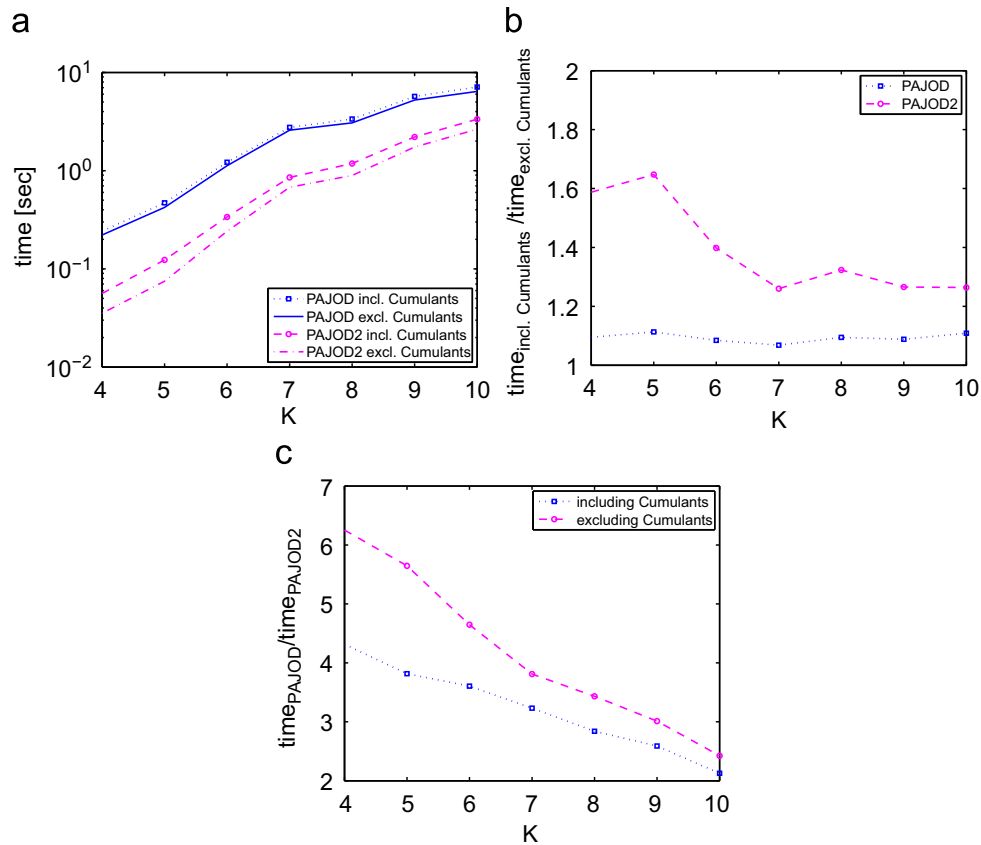 a
10^1
10^0
10^-1
10^-2
time [sec]
4 5 6 7 8 9 10
K
PAJOD incl. Cumulants
PAJOD excl. Cumulants
PAJOD2 incl. Cumulants
PAJOD2 excl. Cumulants
b
2
1.8
1.6
1.4
1.2
1
time_incl. Cumulants /time_excl. Cumulants
4 5 6 7 8 9 10
K
PAJOD
PAJOD2
c
7
6
5
4
3
2
time_PAJOD/time_PAJOD2
4 5 6 7 8 9 10
K
including Cumulants
excluding Cumulants